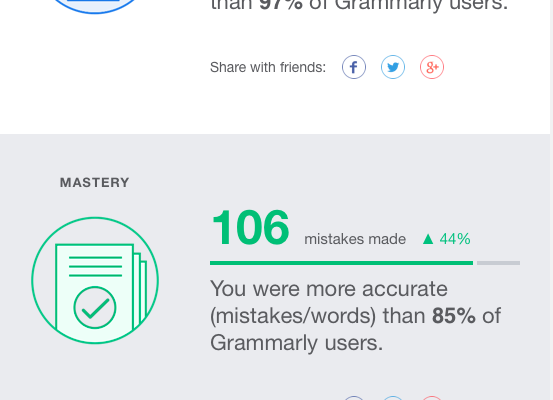 than 97% of Grammarly users.
Share with friends:
MASTERY
106 mistakes made ▲ 44%
You were more accurate
(mistakes/words) than 85% of
Grammarly users.